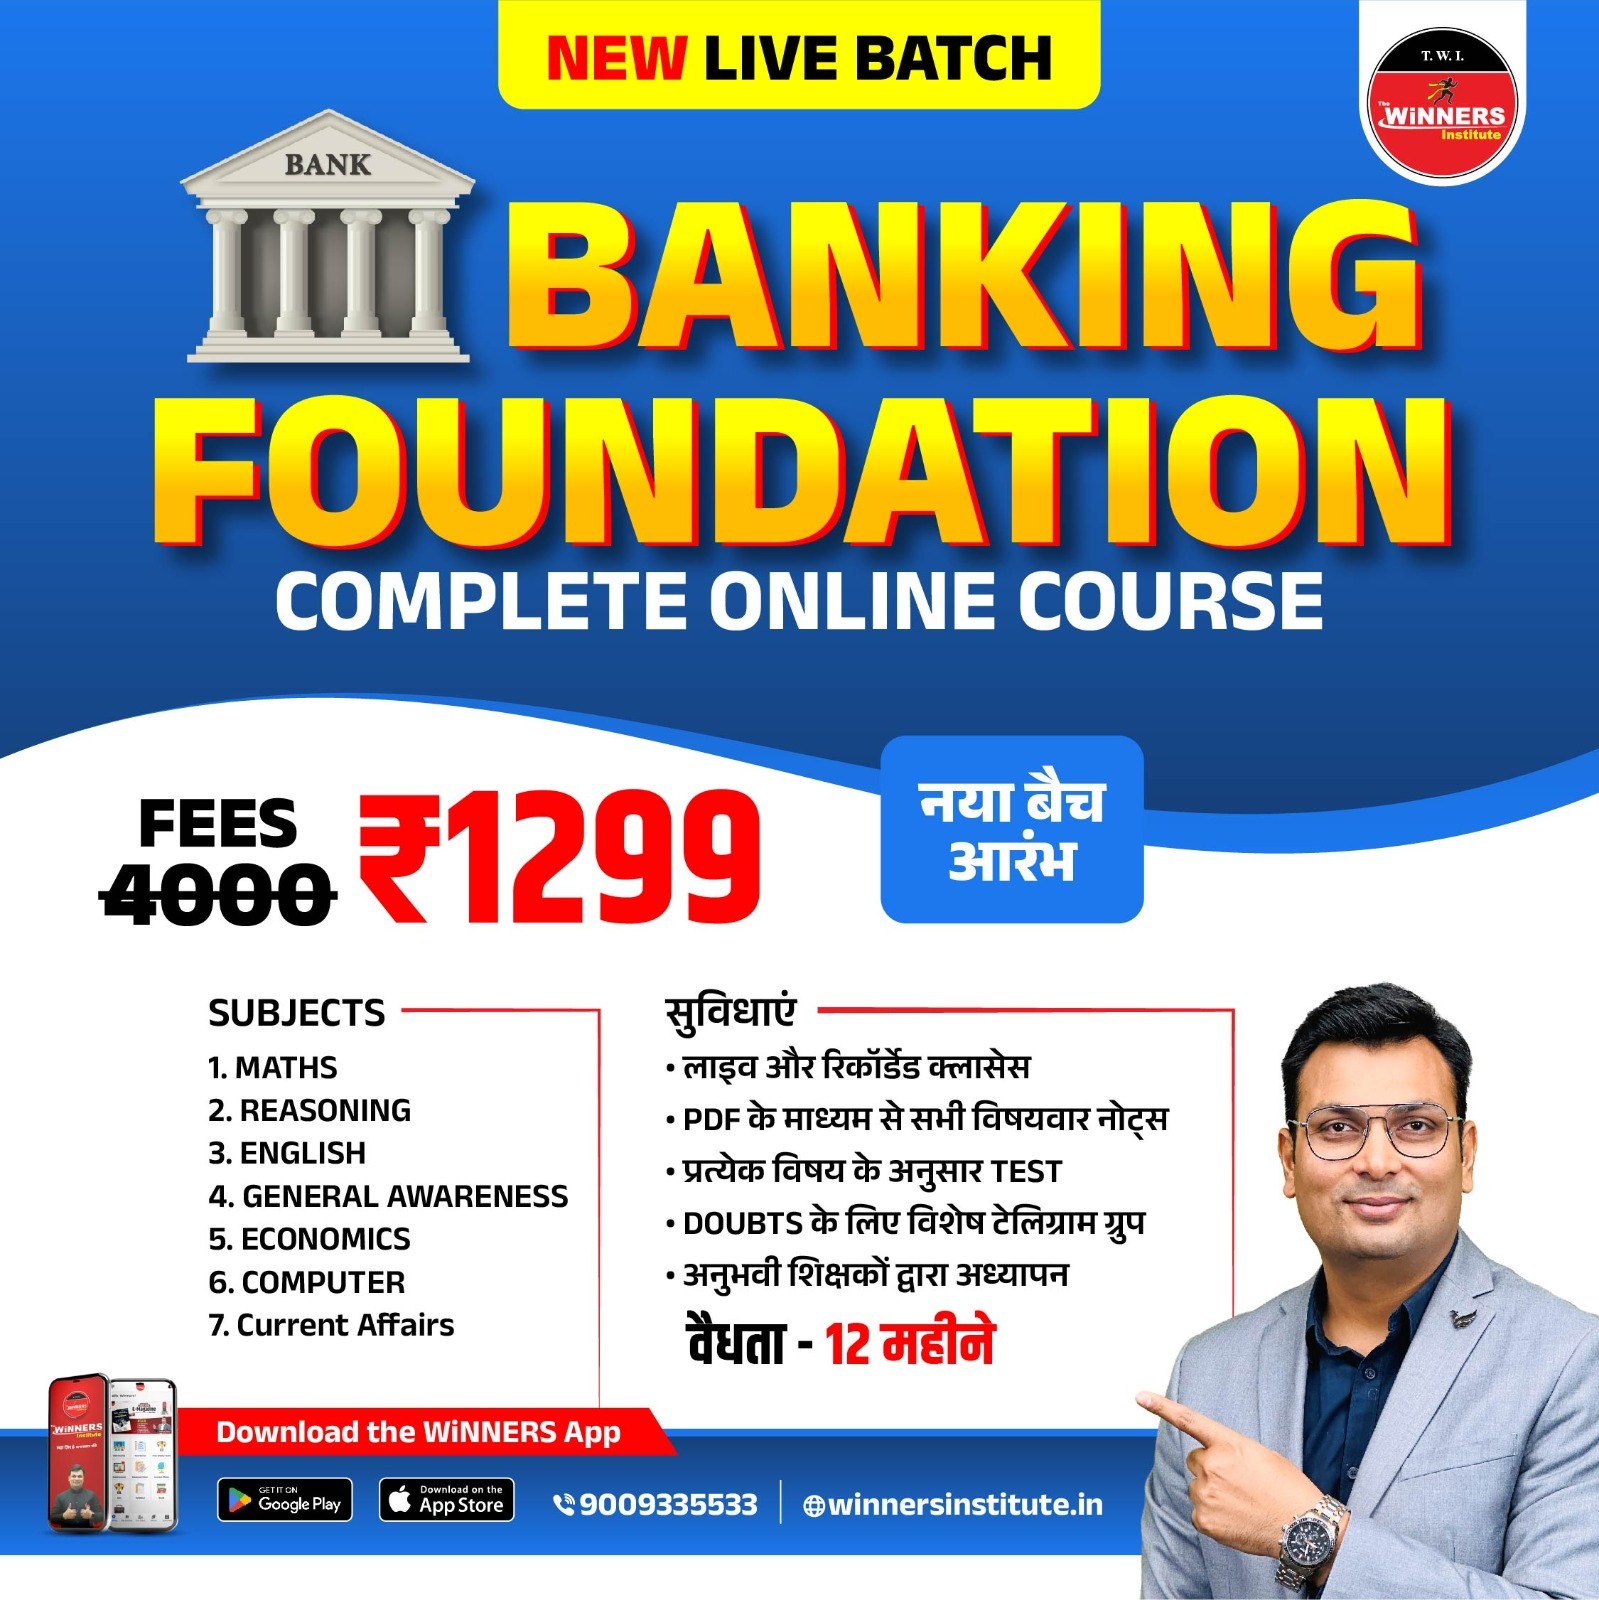 NEW LIVE BATCH
T. W. I.
The
WiNNERS
Institute
BANK
BANKING
FOUNDATION
COMPLETE ONLINE COURSE
FEES
4000
₹1299
नया बैच
आरंभ
SUBJECTS
1. MATHS
2. REASONING
3. ENGLISH
4. GENERAL AWARENESS
5. ECONOMICS
6. COMPUTER
7. Current Affairs
सुविधाएं
• लाइव और रिकॉर्डेड क्लासेस
• PDF के माध्यम से सभी विषयवार नोट्स
• प्रत्येक विषय के अनुसार TEST
• DOUBTS के लिए विशेष टेलिग्राम ग्रुप
• अनुभवी शिक्षकों द्वारा अध्यापन
वैधता - 12 महीने
WiNNERS
Institute
Download the WiNNERS App
GET IT ON
Google Play
Download on the
App Store
9009335533
winnersinstitute.in